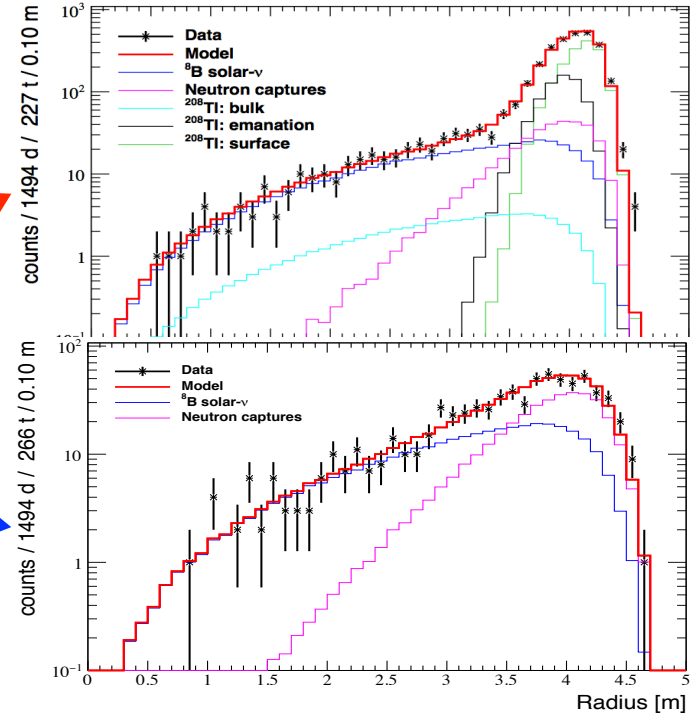 counts / 1494 d / 227 t / 0.10 m
10³
10²
10
1
10⁻¹
Data
Model
⁸B solar-ν
Neutron captures
²⁰⁸Tl: bulk
²⁰⁸Tl: emanation
²⁰⁸Tl: surface
counts / 1494 d / 266 t / 0.10 m
10²
10
1
10⁻¹
Data
Model
⁸B solar-ν
Neutron captures
0 0.5 1 1.5 2 2.5 3 3.5 4 4.5 5
Radius [m]